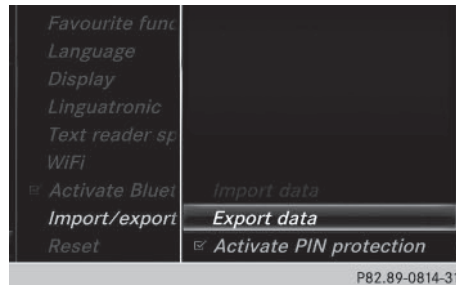 Favourite func
Language
Display
Linguatronic
Text reader sp
WiFi
Activate Bluet
Import/export
Reset
Import data
Export data
Activate PIN protection
P82.89-0814-31